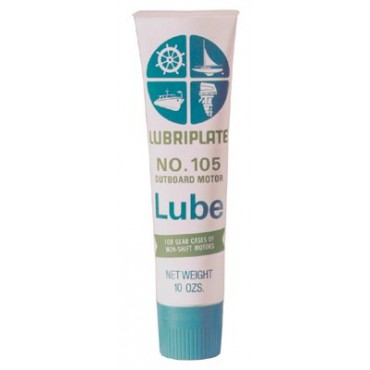 LUBRIPLATE
NO. 105
OUTBOARD MOTOR
Lube
FOR GEAR CASES OF
NON-SHIFT MOTORS
NET WEIGHT
10 OZS.